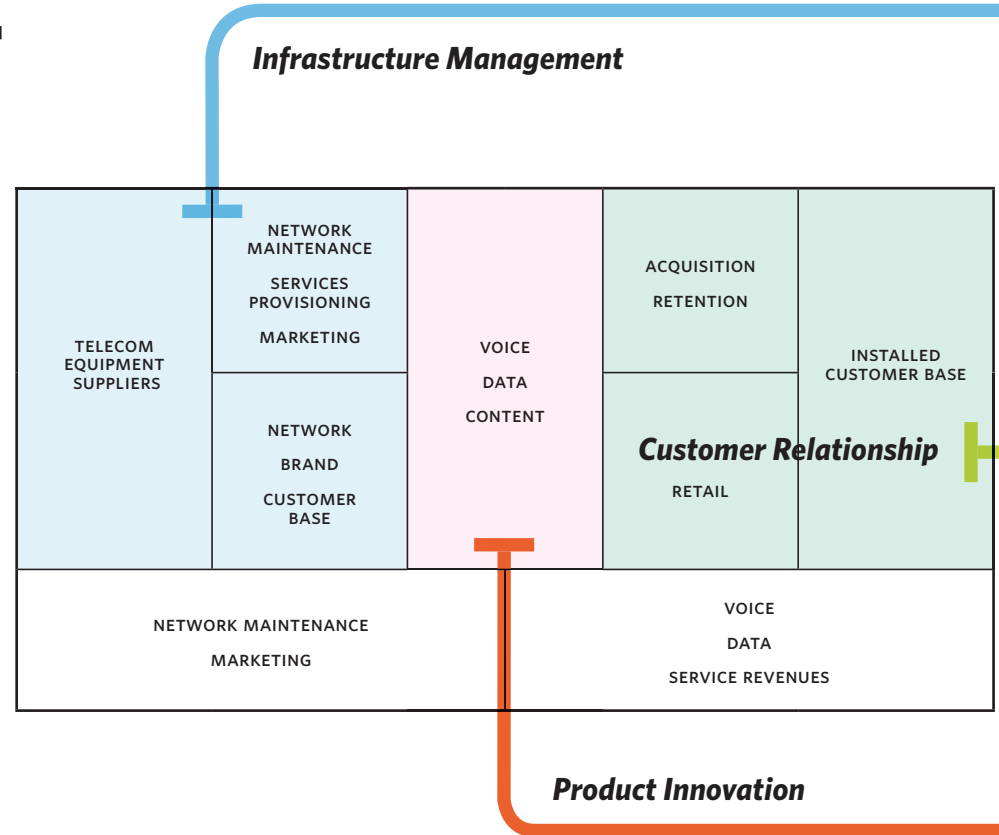 Infrastructure Management
NETWORK
MAINTENANCE
SERVICES
PROVISIONING
MARKETING
TELECOM
EQUIPMENT
SUPPLIERS
NETWORK
BRAND
CUSTOMER
BASE
VOICE
DATA
CONTENT
ACQUISITION
RETENTION
INSTALLED
CUSTOMER BASE
Customer Relationship
RETAIL
NETWORK MAINTENANCE
MARKETING
VOICE
DATA
SERVICE REVENUES
Product Innovation